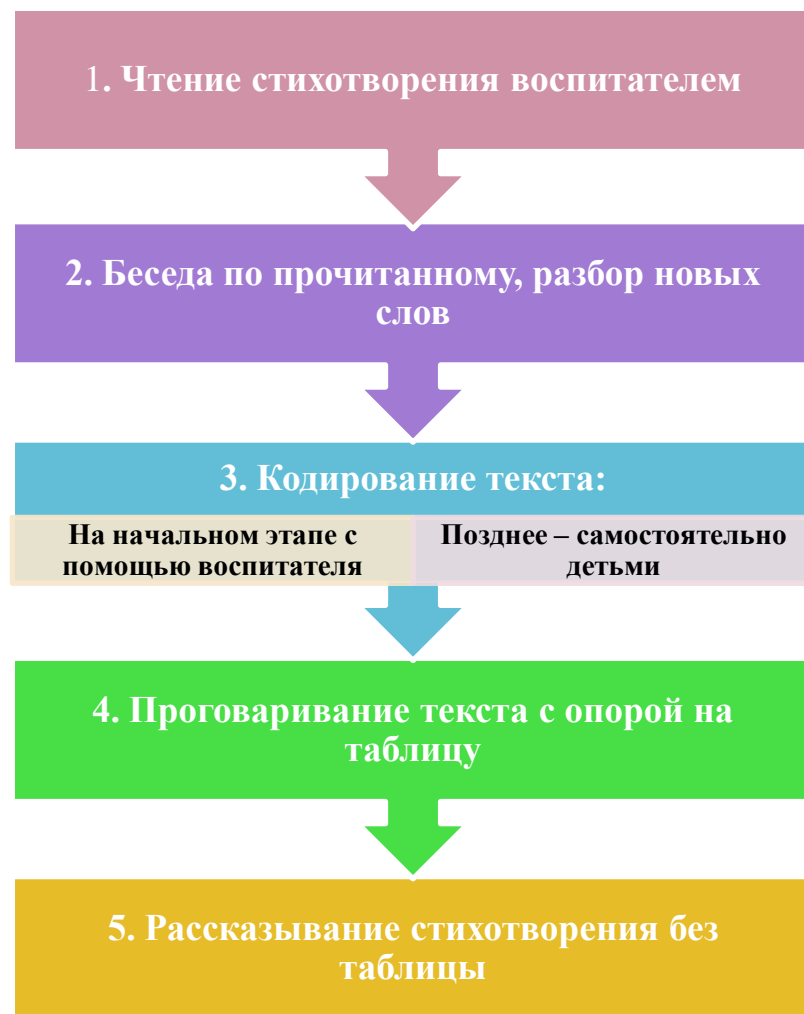 1. Чтение стихотворения воспитателем
2. Беседа по прочитанному, разбор новых
слов
3. Кодирование текста:
На начальном этапе с
помощью воспитателя
Позднее – самостоятельно
детьми
4. Проговаривание текста с опорой на
таблицу
5. Рассказывание стихотворения без
таблицы